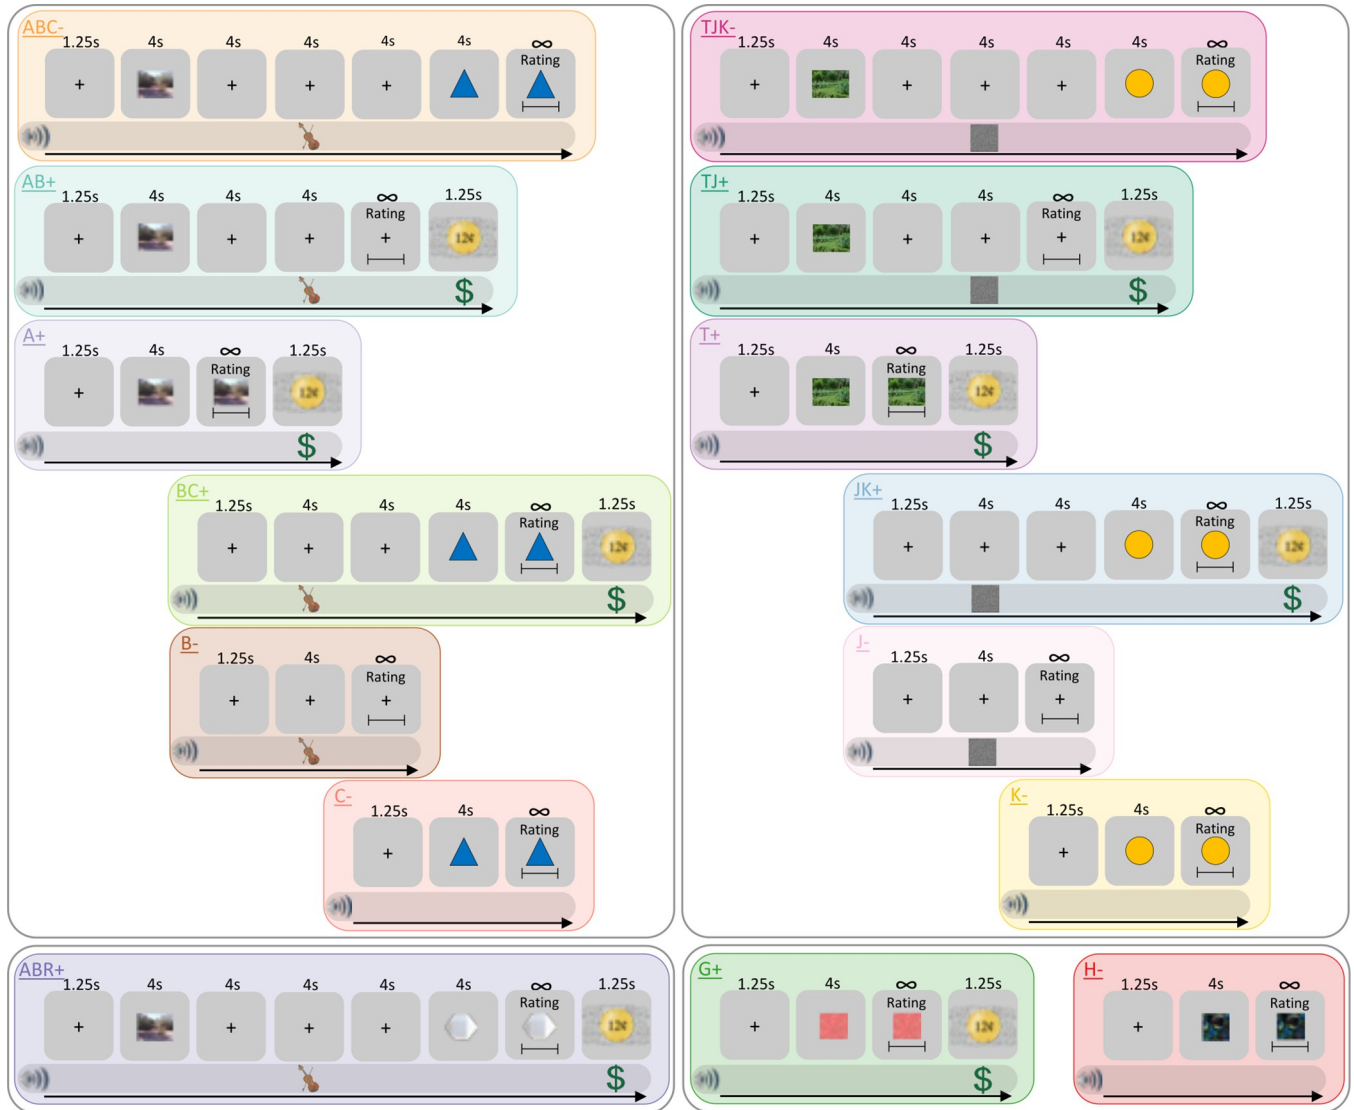 ABC-
1.25s 4s 4s 4s 4s 4s ∞
Rating
+ + + +
AB+
1.25s 4s 4s 4s ∞ 1.25s
Rating
+ + + + 12¢
$
A+
1.25s 4s ∞ 1.25s
Rating
+ 12¢
$
BC+
1.25s 4s 4s 4s ∞ 1.25s
Rating
+ + + 12¢
$
B-
1.25s 4s ∞
Rating
+ + +
C-
1.25s 4s ∞
Rating
+
TJK-
1.25s 4s 4s 4s 4s 4s ∞
Rating
+ + + +
TJ+
1.25s 4s 4s 4s ∞ 1.25s
Rating
+ + + + 12¢
$
T+
1.25s 4s ∞ 1.25s
Rating
+ 12¢
$
JK+
1.25s 4s 4s 4s ∞ 1.25s
Rating
+ + + 12¢
$
J-
1.25s 4s ∞
Rating
+ + +
K-
1.25s 4s ∞
Rating
+
ABR+
1.25s 4s 4s 4s 4s 4s ∞ 1.25s
Rating
+ + + + 12¢
$
G+
1.25s 4s ∞ 1.25s
Rating
+ 12¢
$
H-
1.25s 4s ∞
Rating
+